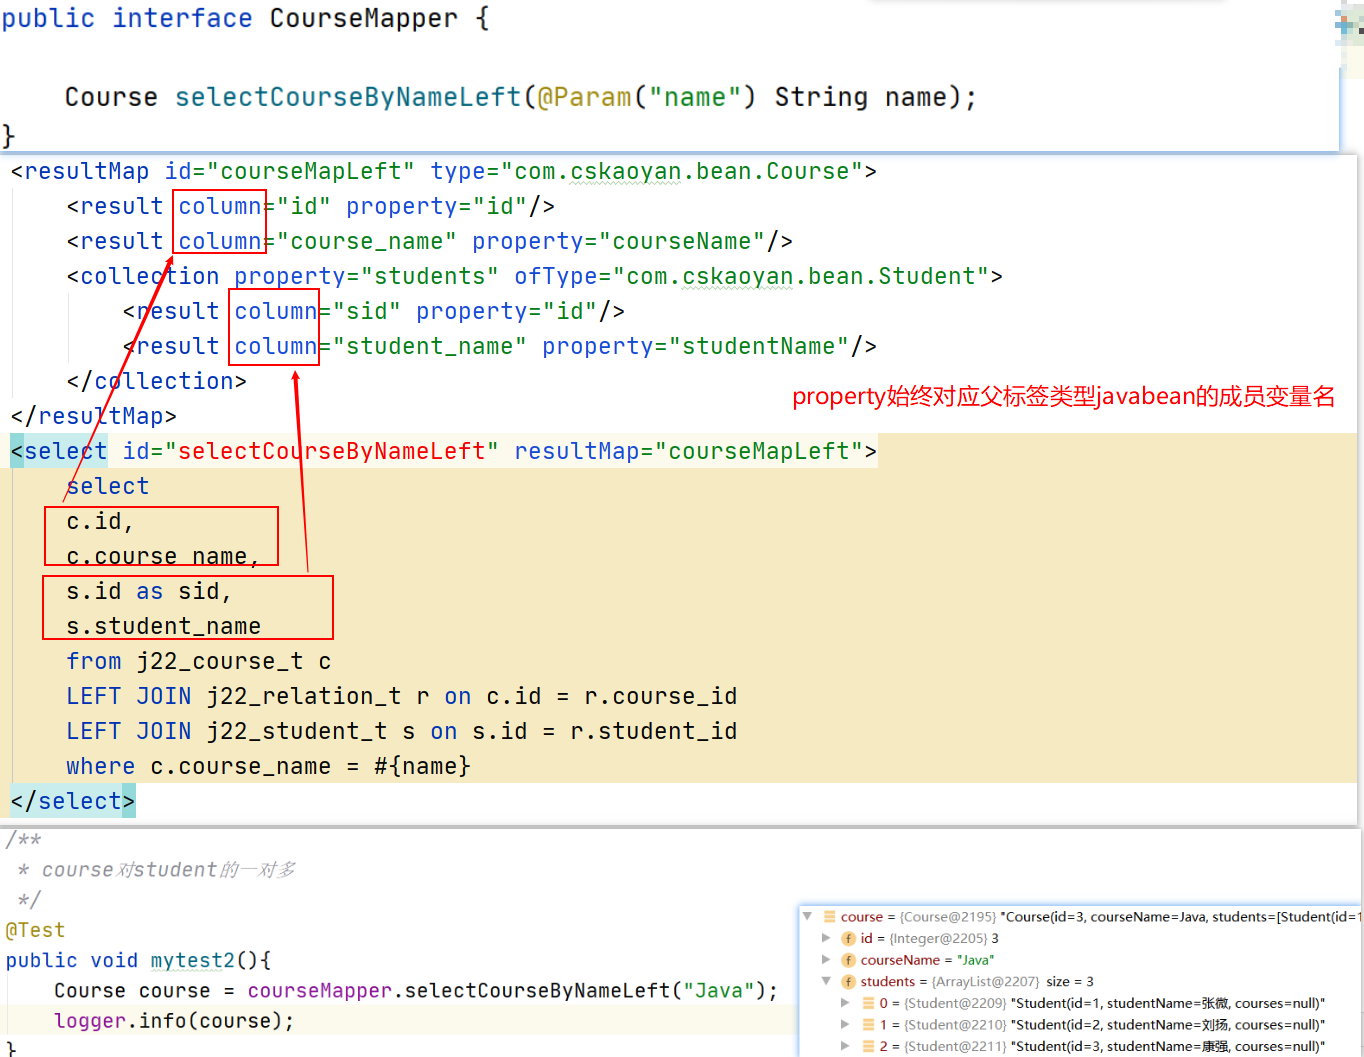 public interface CourseMapper {
Course selectCourseByNameLeft(@Param("name") String name);
}
<resultMap id="courseMapLeft" type="com.cskaoyan.bean.Course">
<result column="id" property="id"/>
<result column="course_name" property="courseName"/>
<collection property="students" ofType="com.cskaoyan.bean.Student">
<result column="sid" property="id"/>
<result column="student_name" property="studentName"/>
</collection>
property始终对应父标签类型javabean的成员变量名
</resultMap>
<select id="selectCourseByNameLeft" resultMap="courseMapLeft">
select
c.id,
c.course_name,
s.id as sid,
s.student_name
from j22_course_t c
LEFT JOIN j22_relation_t r on c.id = r.course_id
LEFT JOIN j22_student_t s on s.id = r.student_id
where c.course_name = #{name}
</select>
/**
* course对student的一对多
*/
@Test
public void mytest2(){
Course course = courseMapper.selectCourseByNameLeft("Java");
logger.info(course);
}
course = {Course@2195} "Course(id=3, courseName=Java, students=[Student(id=1
id = {Integer@2205} 3
courseName = "Java"
students = {ArrayList@2207} size = 3
0 = {Student@2209} "Student(id=1, studentName=张微, courses=null)"
1 = {Student@2210} "Student(id=2, studentName=刘扬, courses=null)"
2 = {Student@2211} "Student(id=3, studentName=康强, courses=null)"